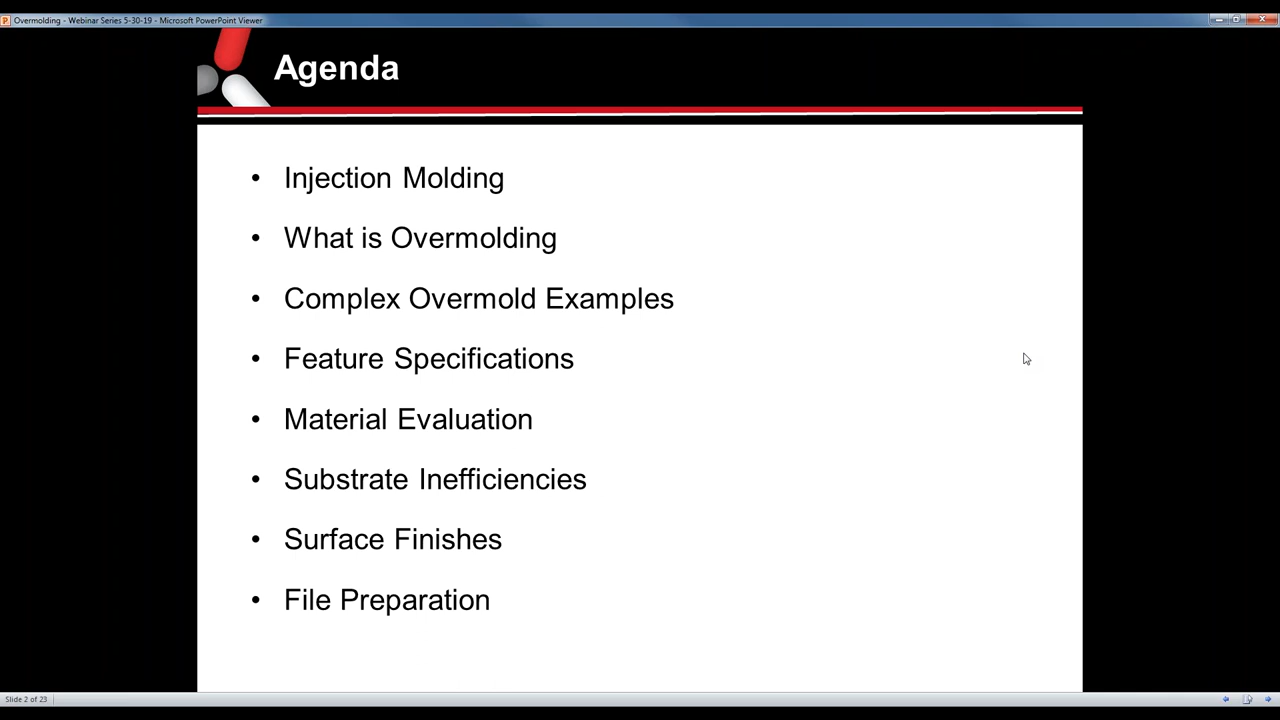 Overmolding - Webinar Series 5-30-19 - Microsoft PowerPoint Viewer
Agenda
• Injection Molding
• What is Overmolding
• Complex Overmold Examples
• Feature Specifications
• Material Evaluation
• Substrate Inefficiencies
• Surface Finishes
• File Preparation
Slide 2 of 23